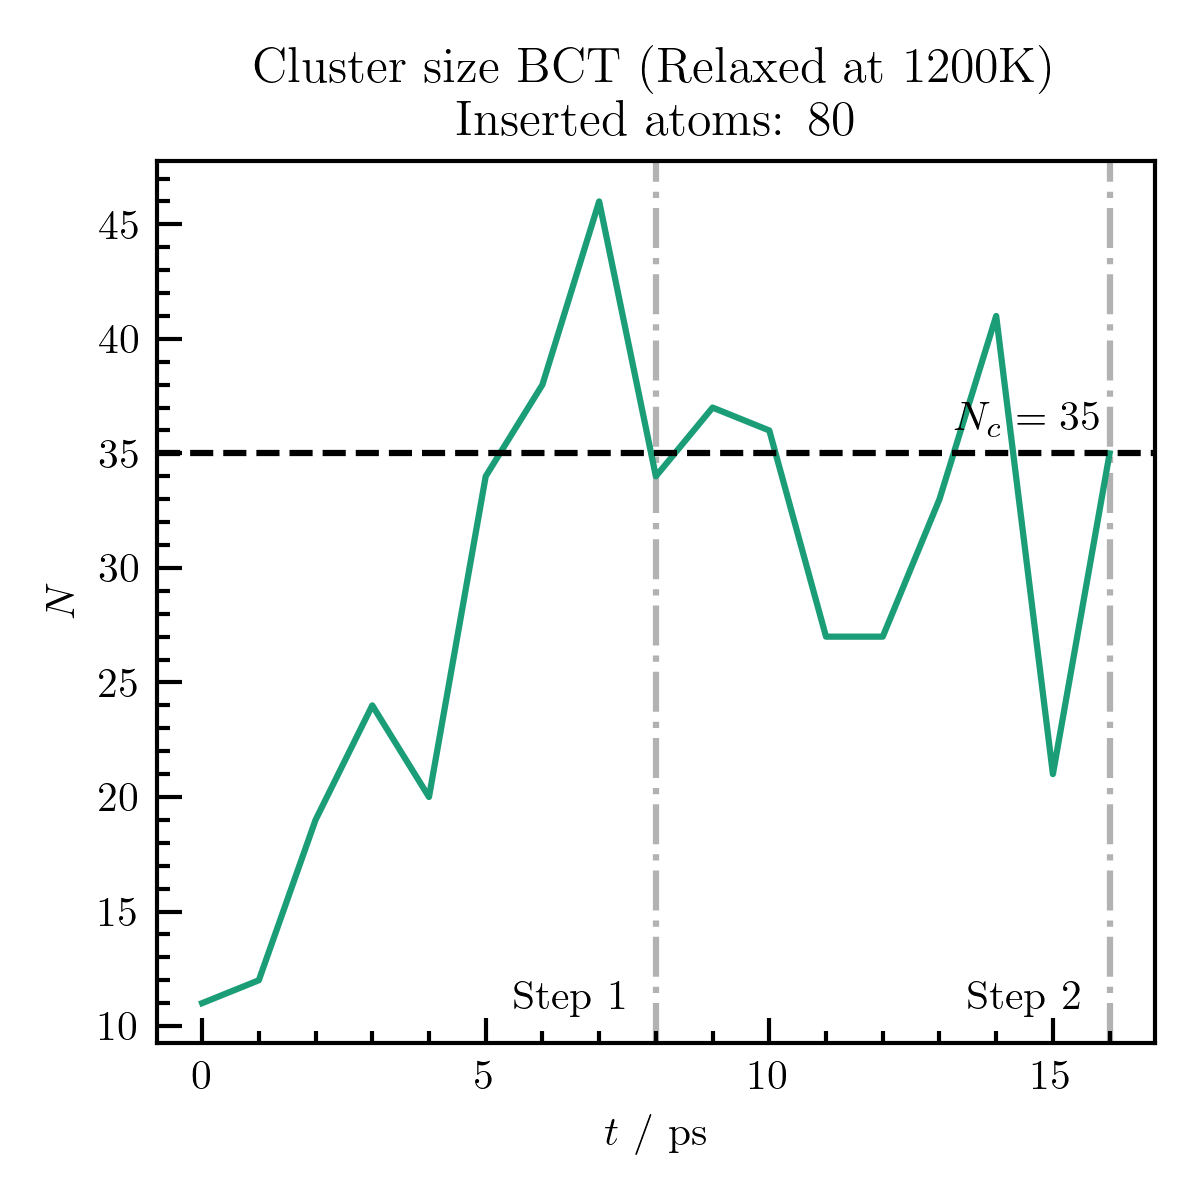 Cluster size BCT (Relaxed at 1200K)
Inserted atoms: 80
45
40
35
30
25
20
15
10
N
N_c = 35
Step 1
Step 2
0 5 10 15
t / ps